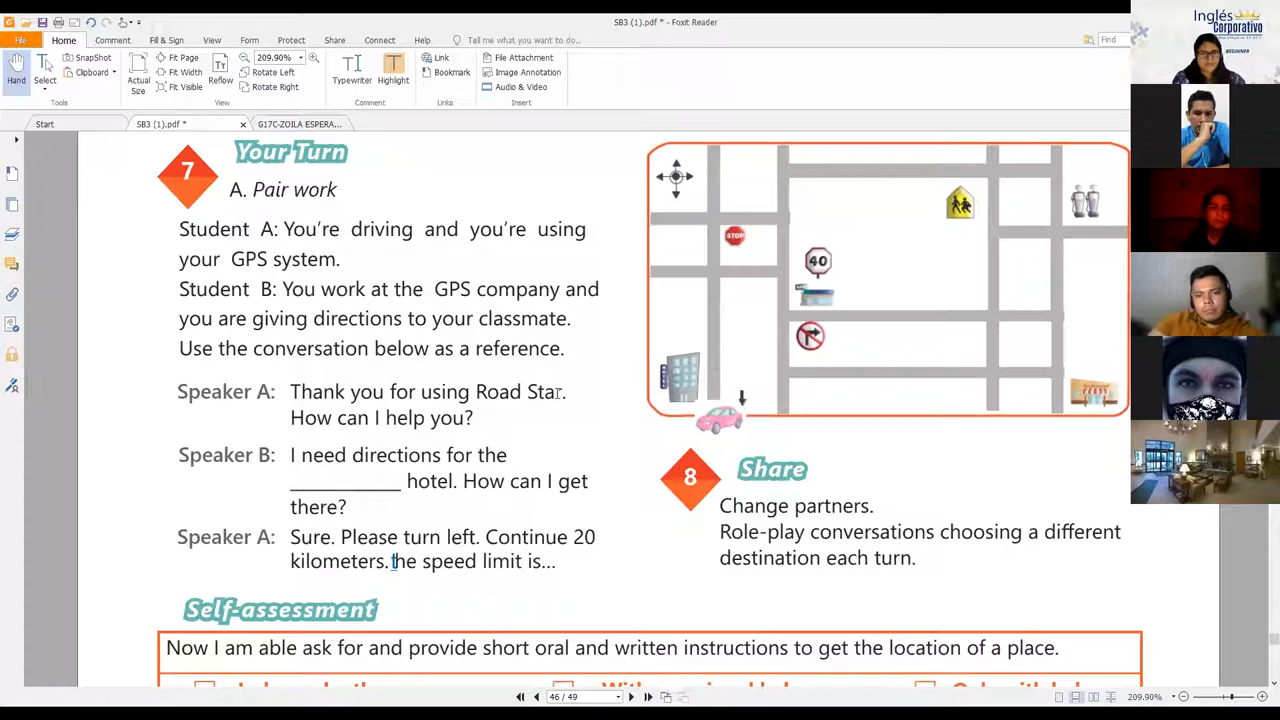 SB3 (1).pdf * - Foxit Reader
File Home Comment Fill & Sign View Form Protect Share Connect Help Tell me what you want to do... Find
Hand
Select
SnapShot
Clipboard
Tools
Actual Size
Fit Page
Fit Width
Fit Visible
Reflow
209.90%
Rotate Left
Rotate Right
View
Typewriter
Highlight
Comment
Link
Bookmark
Links
File Attachment
Image Annotation
Audio & Video
Insert
Start
SB3 (1).pdf *
G17C-ZOILA ESPERA...
Inglés
Corporativo
BEGINNER
7
Your Turn
A. Pair work
Student A: You're driving and you're using
your GPS system.
Student B: You work at the GPS company and
you are giving directions to your classmate.
Use the conversation below as a reference.
Speaker A: Thank you for using Road Star.
How can I help you?
Speaker B: I need directions for the
___________ hotel. How can I get
there?
Speaker A: Sure. Please turn left. Continue 20
kilometers. the speed limit is...
STOP
40
8
Share
Change partners.
Role-play conversations choosing a different
destination each turn.
Self-assessment
Now I am able ask for and provide short oral and written instructions to get the location of a place.
46 / 49
209.90%